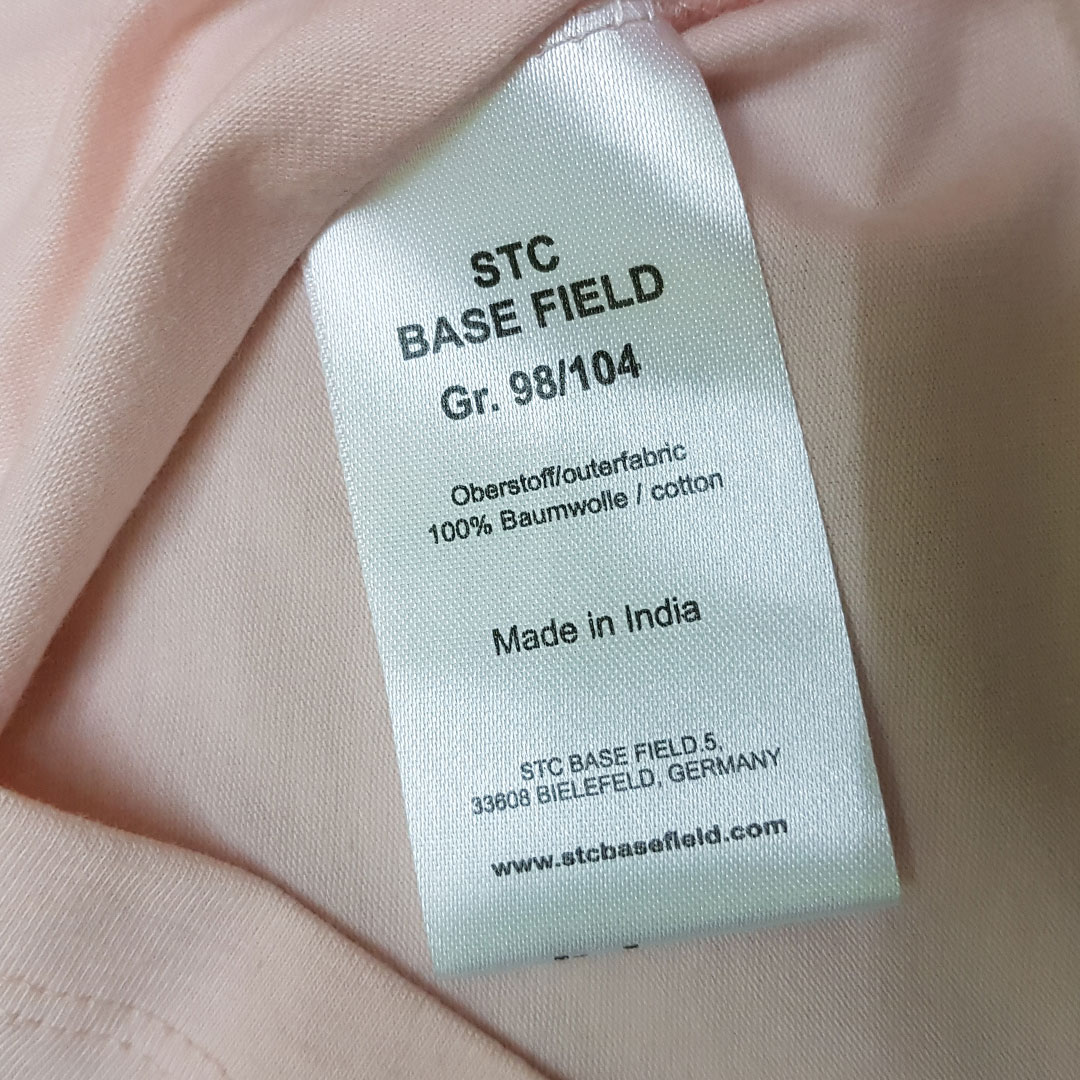 STC
BASE FIELD
Gr. 98/104
Oberstoff/outerfabric
100% Baumwolle / cotton
Made in India
STC BASE FIELD.5,
33608 BIELEFELD, GERMANY
www.stcbasefield.com